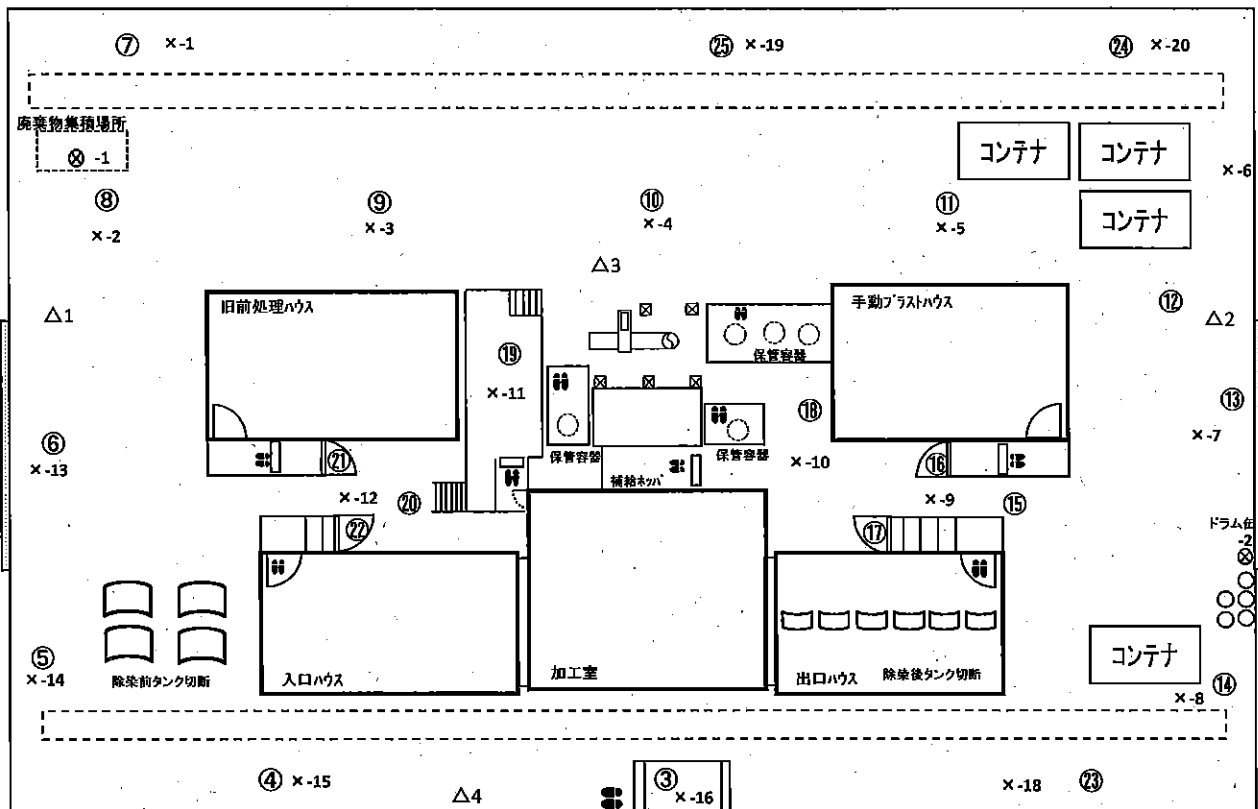 ⑦ ×-1 ㉕ ×-19 ㉔ ×-20
廃棄物集積場所
⊗ -1
コンテナ コンテナ ×-6
⑧ ⑨ ⑩ ⑪ コンテナ
×-2 ×-3 ×-4 ×-5
△3
旧前処理ハウス 手動ブラストハウス ⑫
△1 △2
保管容器
⑲
×-11 ⑬
⑱
⑥ ×-7
×-13 ㉑ 保管容器 保管容器 ×-10 ⑯
補給ホッパ
×-12 ⑳ ×-9 ⑮
㉒ ⑰ ドラム缶
-2
⊗
⑤ コンテナ
×-14 除染前タンク切断 入口ハウス 加工室 出口ハウス 除染後タンク切断 ⑭
×-8
④ ×-15 ③ ×-18 ㉓
△4 ×-16